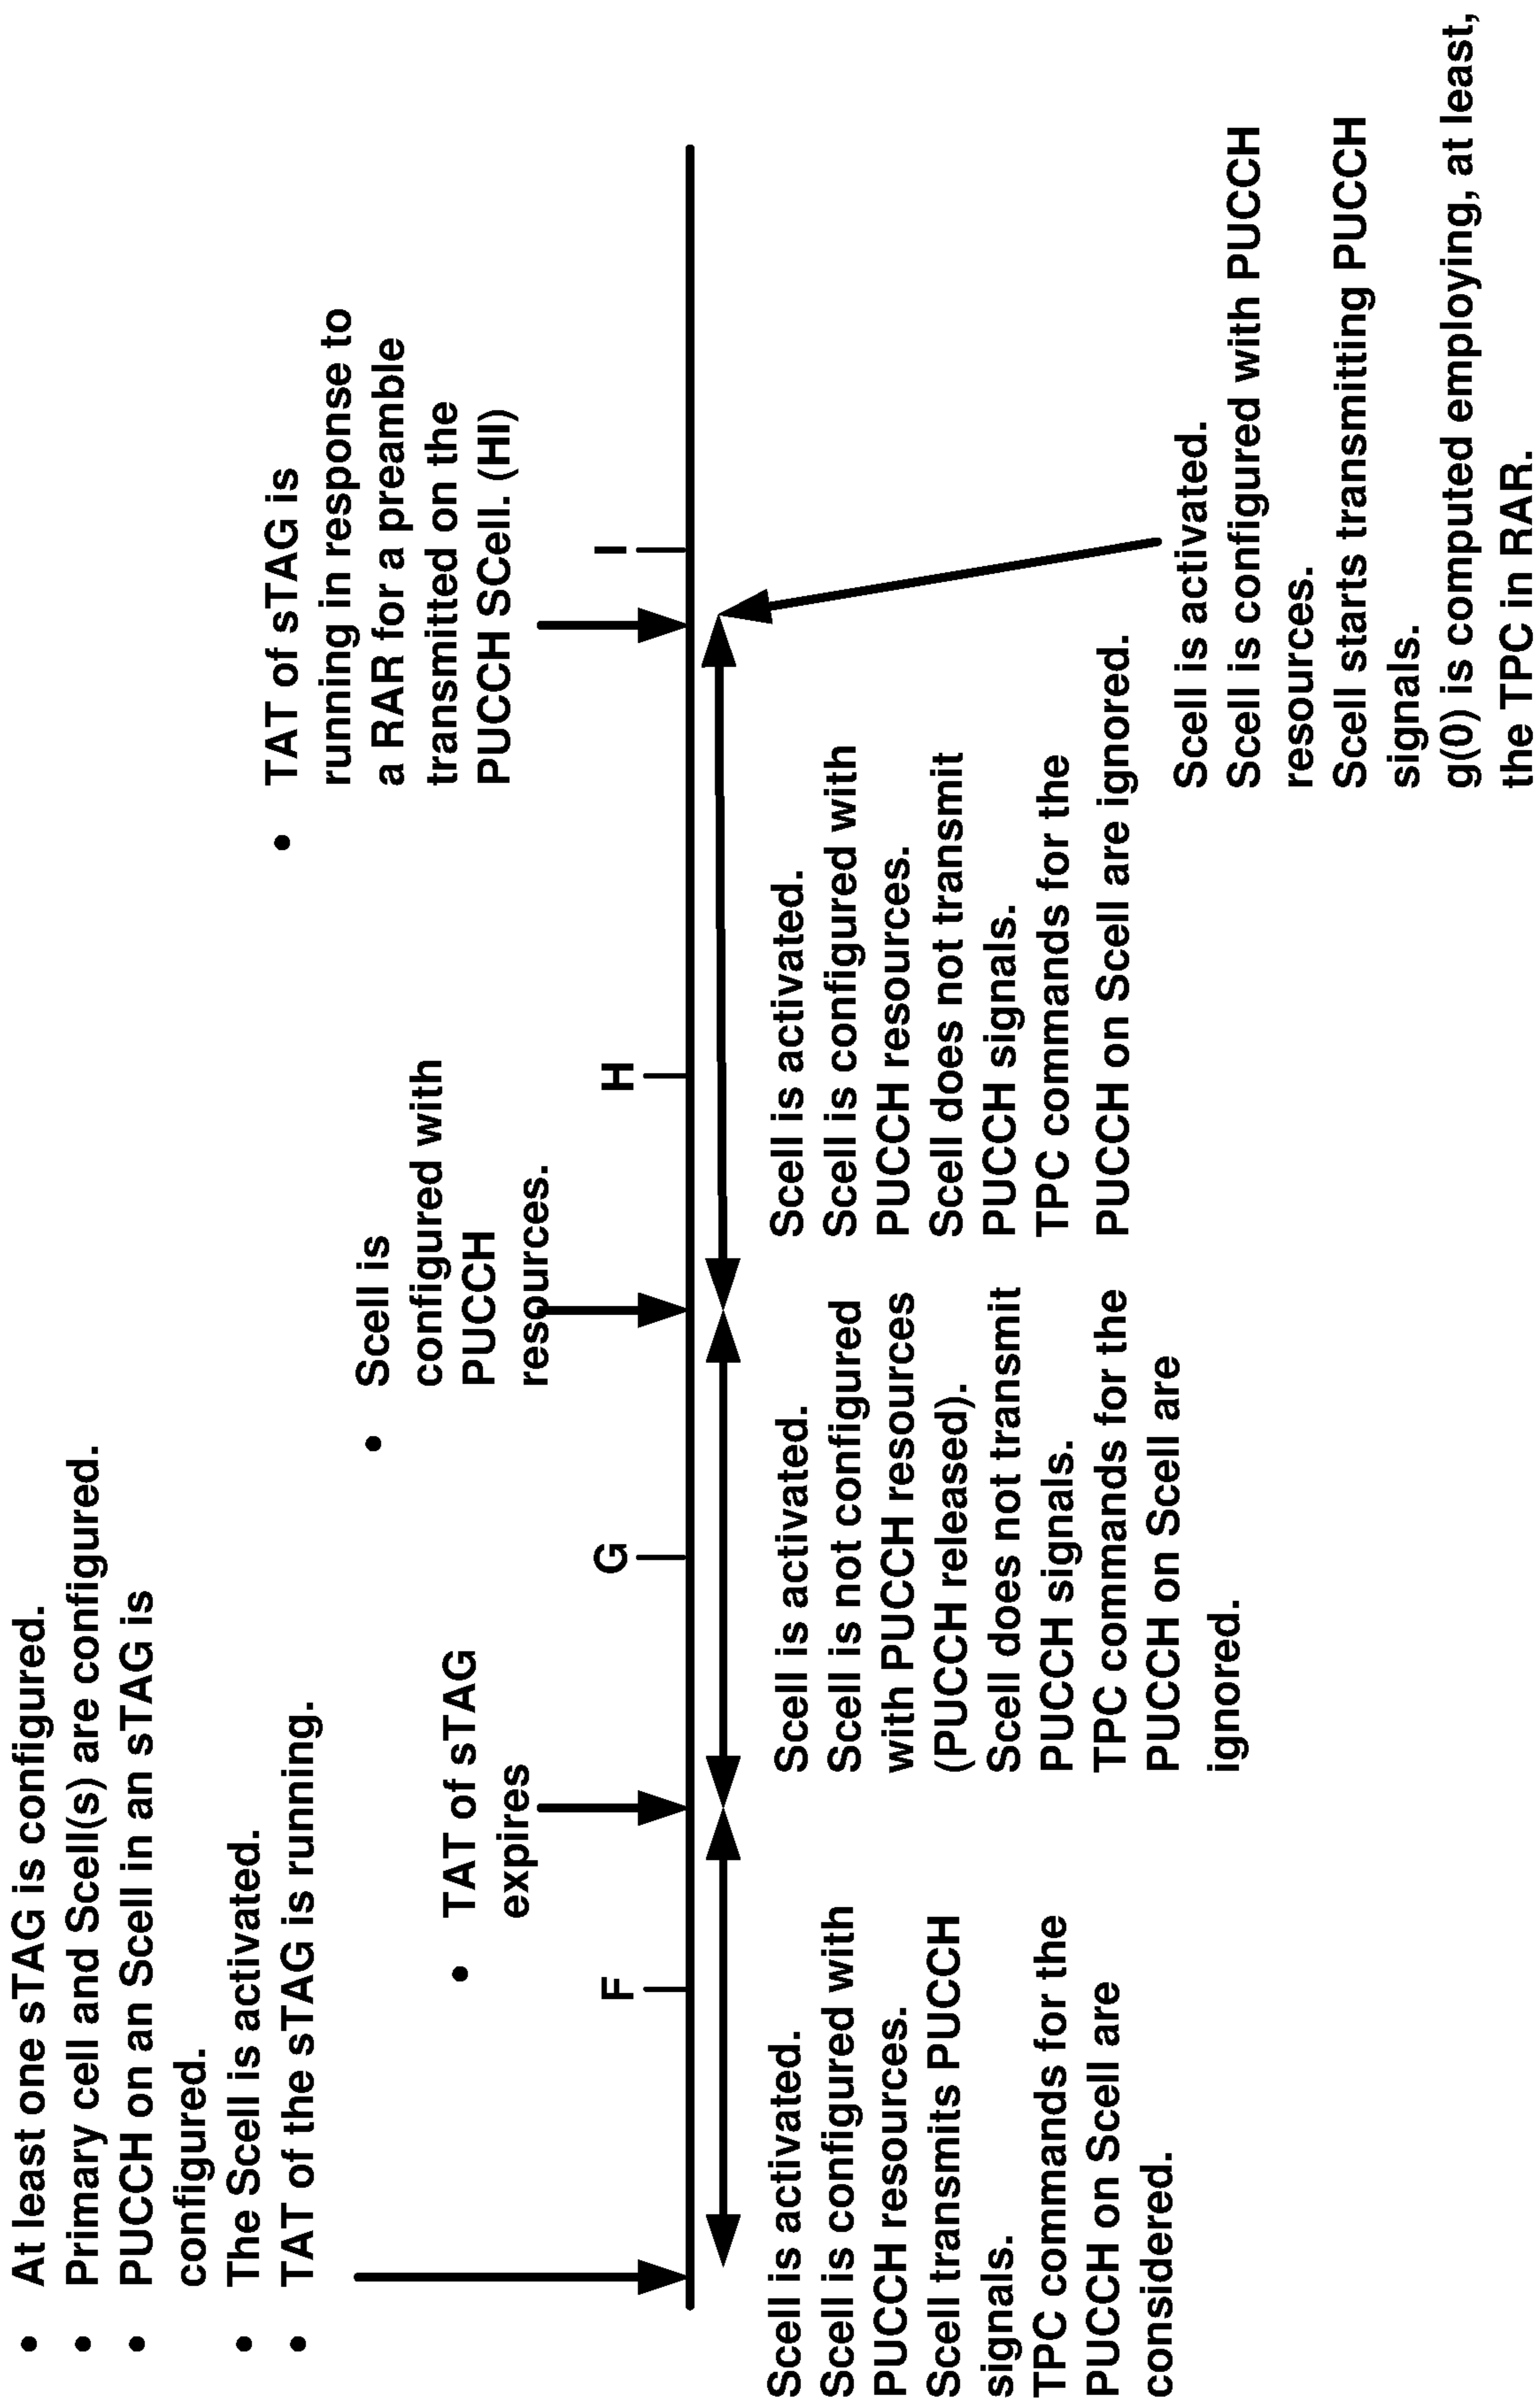 • At least one sTAG is configured.
• Primary cell and Scell(s) are configured.
• PUCCH on an Scell in an sTAG is
configured.
• The Scell is activated.
• TAT of the sTAG is running.
• TAT of sTAG
expires
• Scell is
configured with
PUCCH
resources.
• TAT of sTAG is
running in response to
a RAR for a preamble
transmitted on the
PUCCH SCell. (HI)
F
G
H
I
Scell is activated.
Scell is configured with
PUCCH resources.
Scell transmits PUCCH
signals.
TPC commands for the
PUCCH on Scell are
considered.
Scell is activated.
Scell is not configured
with PUCCH resources
(PUCCH released).
Scell does not transmit
PUCCH signals.
TPC commands for the
PUCCH on Scell are
ignored.
Scell is activated.
Scell is configured with
PUCCH resources.
Scell does not transmit
PUCCH signals.
TPC commands for the
PUCCH on Scell are ignored.
Scell is activated.
Scell is configured with PUCCH
resources.
Scell starts transmitting PUCCH
signals.
g(0) is computed employing, at least,
the TPC in RAR.